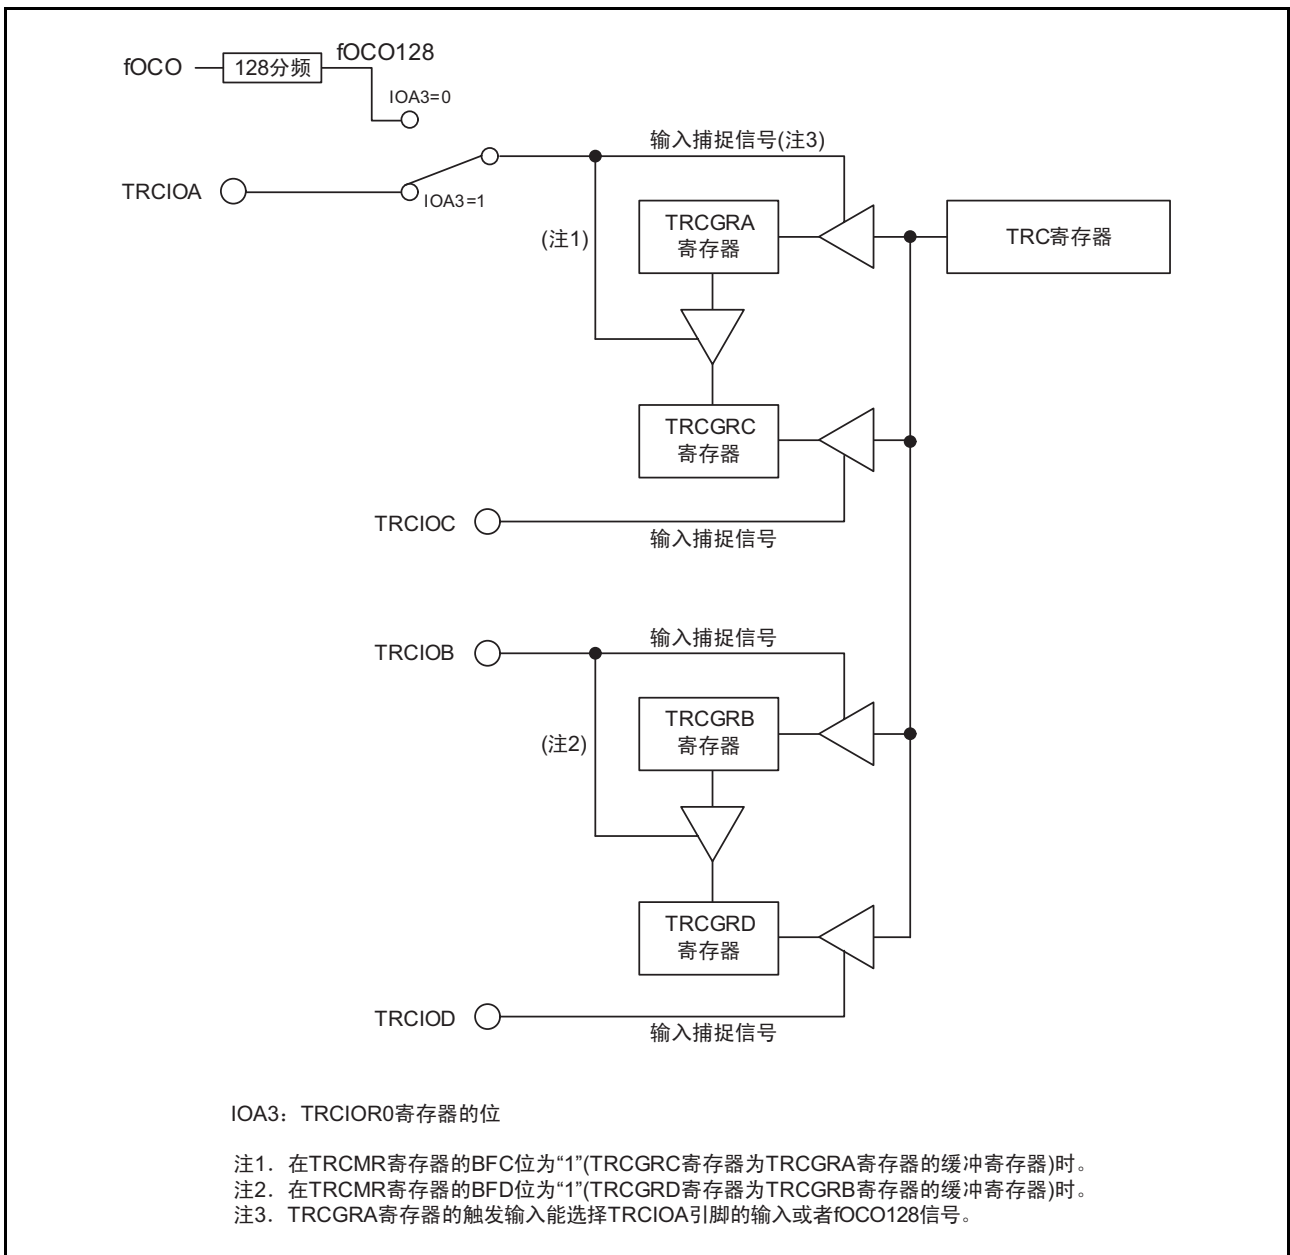 fOCO
128分频
fOCO128
IOA3=0
TRCIOA
IOA3=1
输入捕捉信号(注3)
(注1)
TRCGRA
寄存器
TRC寄存器
TRCGRC
寄存器
TRCIOC
输入捕捉信号
TRCIOB
输入捕捉信号
(注2)
TRCGRB
寄存器
TRCGRD
寄存器
TRCIOD
输入捕捉信号
IOA3：TRCIOR0寄存器的位
注1．在TRCMR寄存器的BFC位为“1”(TRCGRC寄存器为TRCGRA寄存器的缓冲寄存器)时。
注2．在TRCMR寄存器的BFD位为“1”(TRCGRD寄存器为TRCGRB寄存器的缓冲寄存器)时。
注3．TRCGRA寄存器的触发输入能选择TRCIOA引脚的输入或者fOCO128信号。